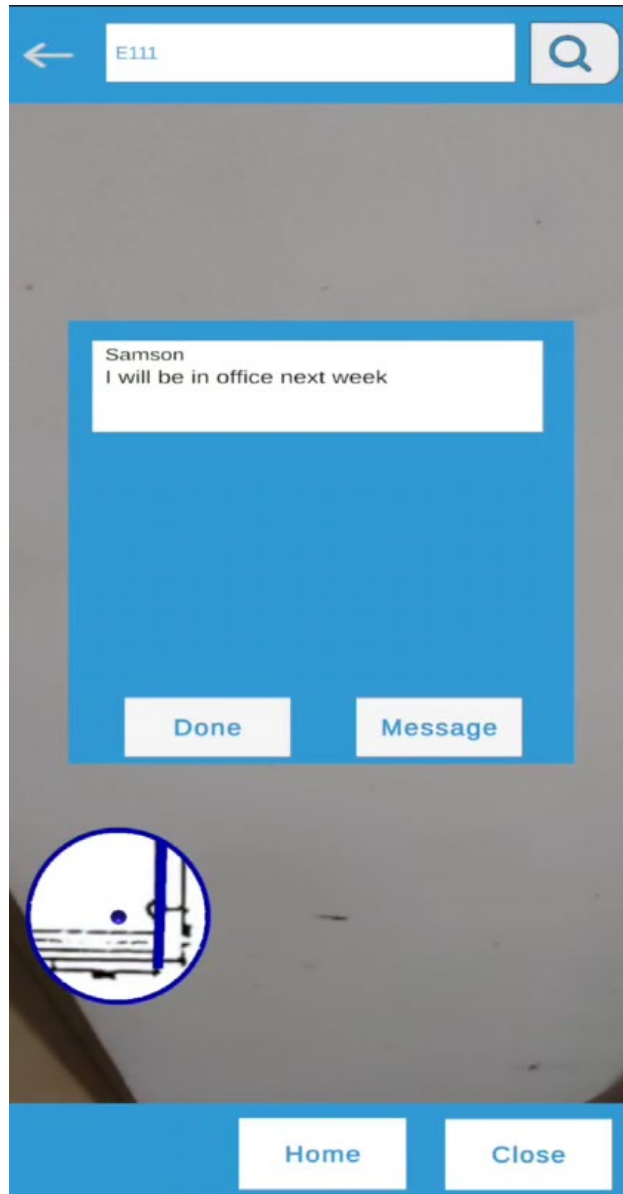 E111
Samson
I will be in office next week
Done
Message
Home
Close